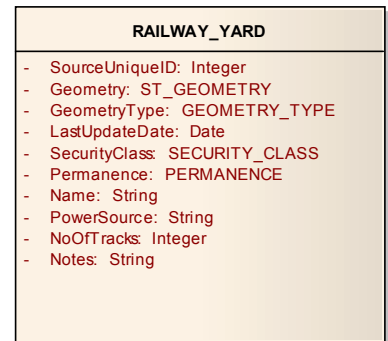 RAILWAY_YARD
- SourceUniqueID: Integer
- Geometry: ST_GEOMETRY
- GeometryType: GEOMETRY_TYPE
- LastUpdateDate: Date
- SecurityClass: SECURITY_CLASS
- Permanence: PERMANENCE
- Name: String
- PowerSource: String
- NoOfTracks: Integer
- Notes: String